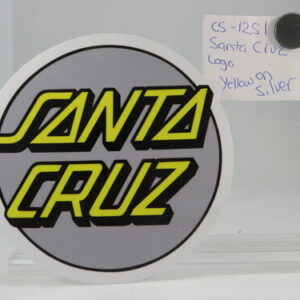 SANTA
CRUZ
CS-1251
Santa Cruz
Logo
Yellow on
Silver